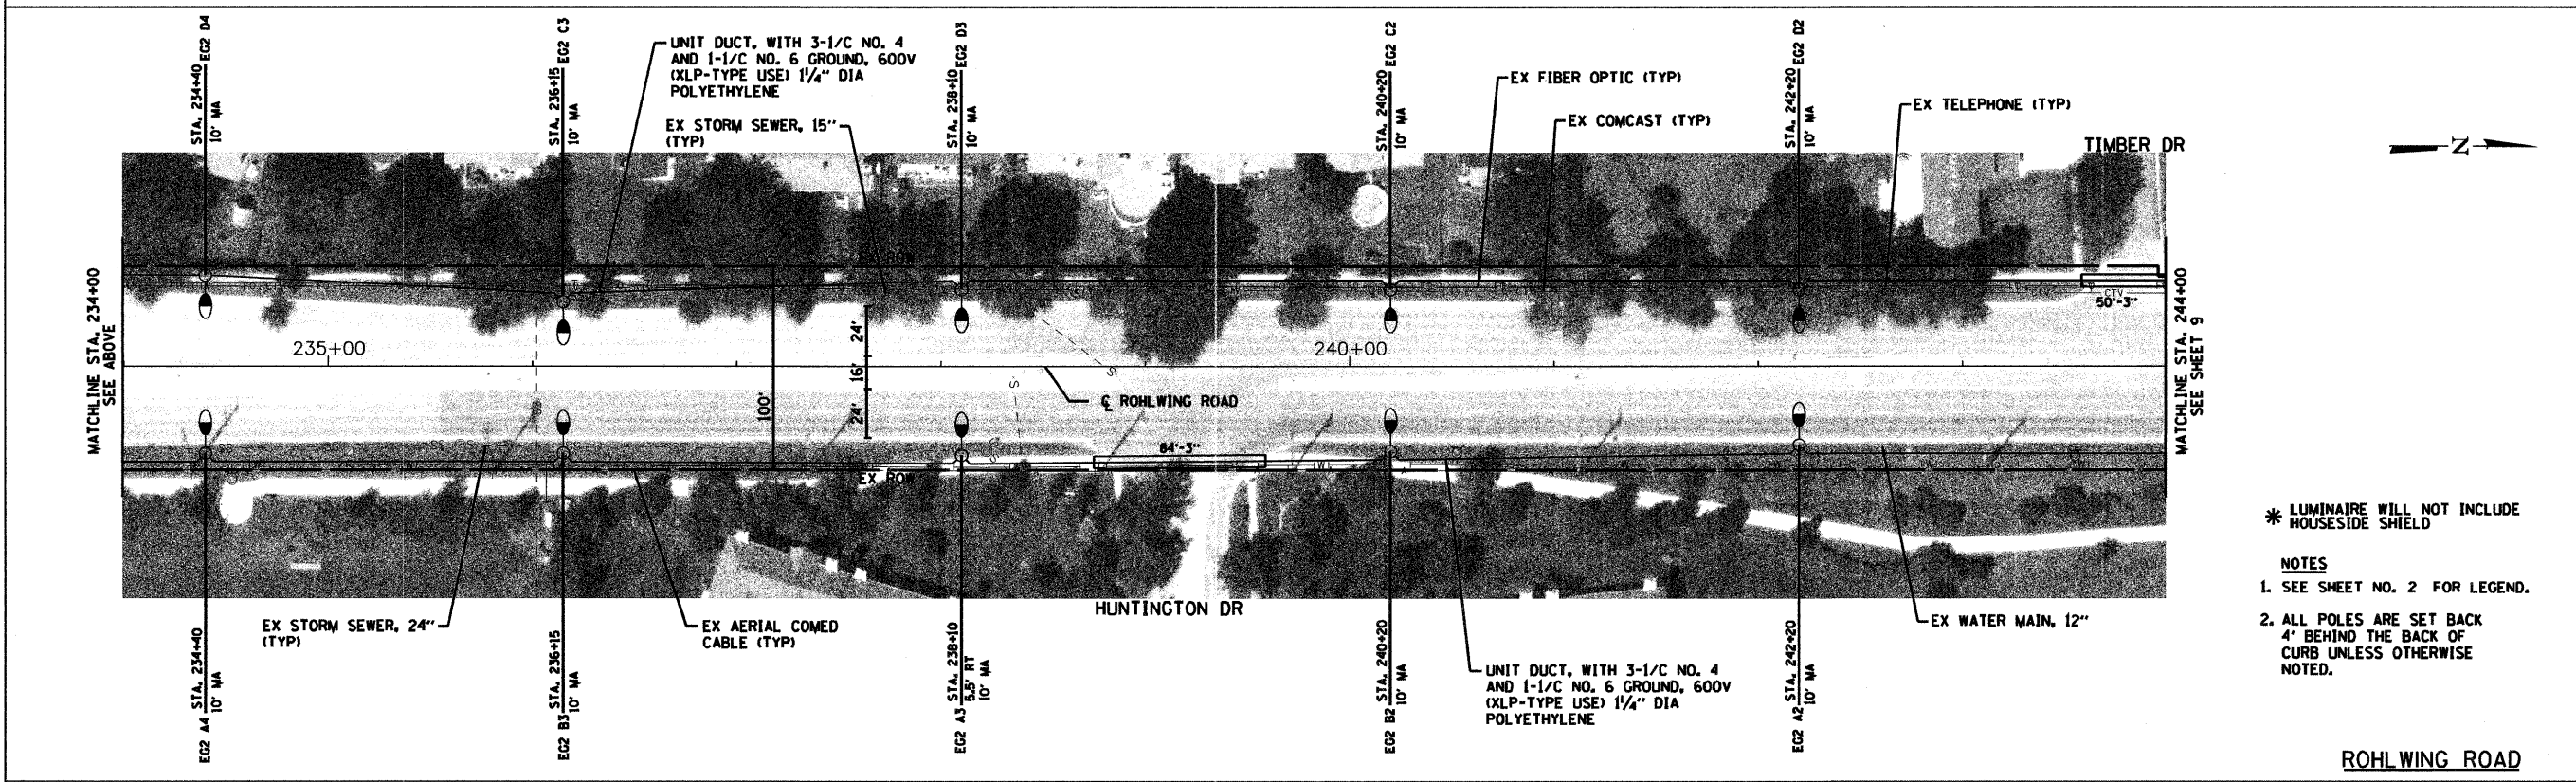 STA. 234+40 EG2 D4
10' MA
STA. 236+15 EG2 C3
10' MA
UNIT DUCT, WITH 3-1/C NO. 4
AND 1-1/C NO. 6 GROUND, 600V
(XLP-TYPE USE) 1¼" DIA
POLYETHYLENE
EX STORM SEWER, 15"
(TYP)
STA. 238+10 EG2 D3
10' MA
STA. 240+20 EG2 C2
10' MA
EX FIBER OPTIC (TYP)
EX COMCAST (TYP)
STA. 242+20 EG2 D2
10' MA
EX TELEPHONE (TYP)
TIMBER DR
N
MATCHLINE STA. 234+00
SEE ABOVE
EX ROW
CTV
50'-3"
235+00
240+00
24'
16'
24'
100'
℄ ROHLWING ROAD
84'-3"
EX ROW
MATCHLINE STA. 244+00
SEE SHEET 9
HUNTINGTON DR
EX STORM SEWER, 24"
(TYP)
EX AERIAL COMED
CABLE (TYP)
EX WATER MAIN, 12"
UNIT DUCT, WITH 3-1/C NO. 4
AND 1-1/C NO. 6 GROUND, 600V
(XLP-TYPE USE) 1¼" DIA
POLYETHYLENE
EG2 A4 STA. 234+40
10' MA
EG2 B3 STA. 236+15
10' MA
EG2 A3 STA. 238+10
5.5' RT
10' MA
EG2 B2 STA. 240+20
10' MA
EG2 A2 STA. 242+20
10' MA
* LUMINAIRE WILL NOT INCLUDE
HOUSESIDE SHIELD
NOTES
1. SEE SHEET NO. 2 FOR LEGEND.
2. ALL POLES ARE SET BACK
4' BEHIND THE BACK OF
CURB UNLESS OTHERWISE
NOTED.
ROHLWING ROAD